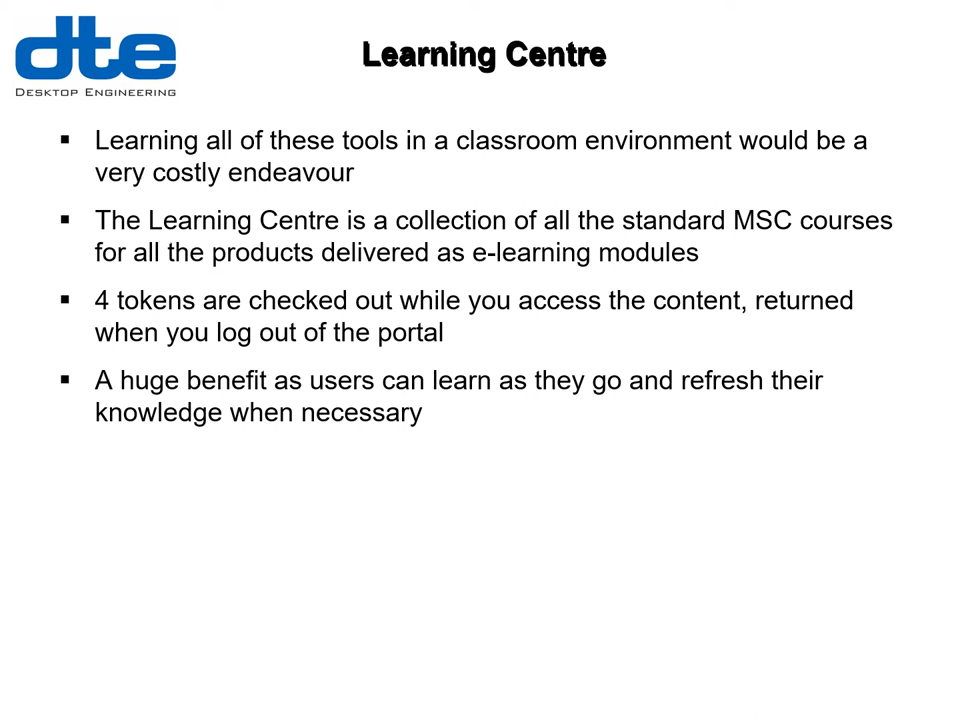 dte
Desktop Engineering
Learning Centre
▪ Learning all of these tools in a classroom environment would be a
very costly endeavour
▪ The Learning Centre is a collection of all the standard MSC courses
for all the products delivered as e-learning modules
▪ 4 tokens are checked out while you access the content, returned
when you log out of the portal
▪ A huge benefit as users can learn as they go and refresh their
knowledge when necessary